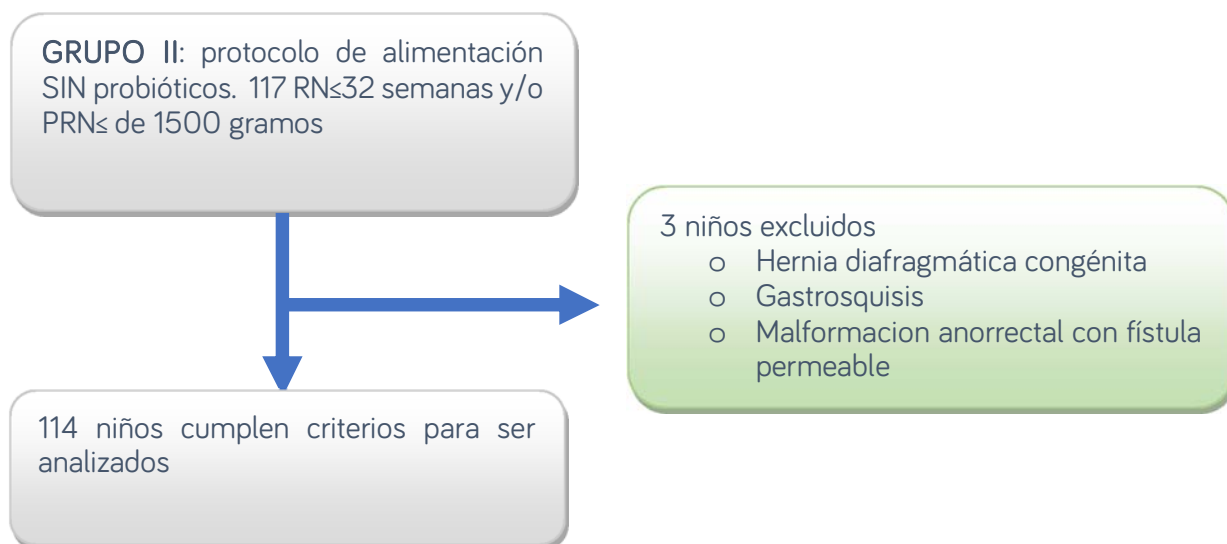 GRUPO II: protocolo de alimentación
SIN probióticos. 117 RN≤32 semanas y/o
PRN≤ de 1500 gramos
3 niños excluidos
o Hernia diafragmática congénita
o Gastrosquisis
o Malformacion anorrectal con fístula
permeable
114 niños cumplen criterios para ser
analizados